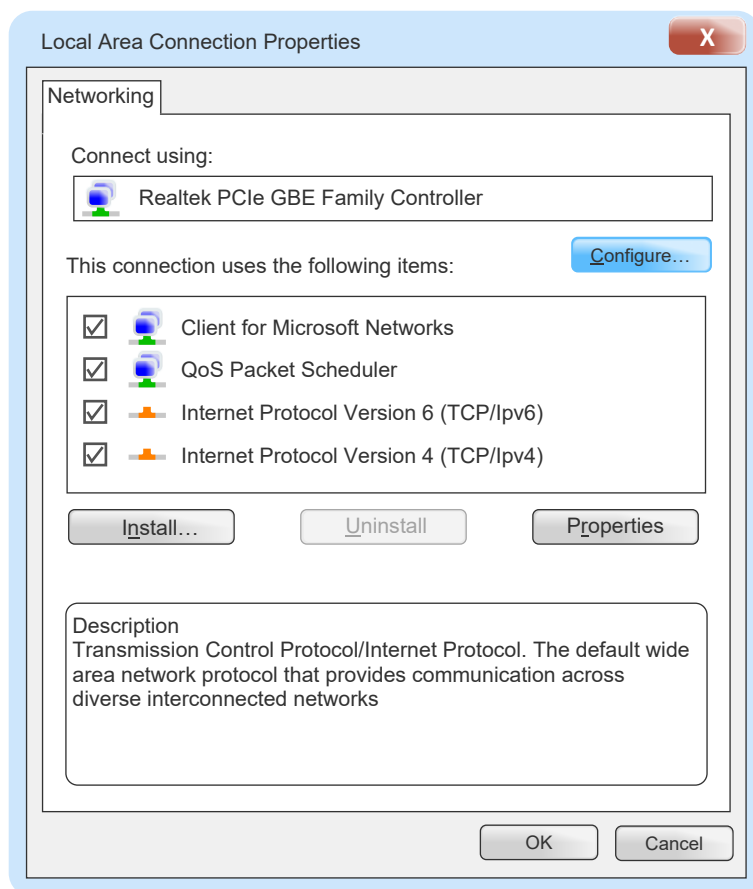 Local Area Connection Properties
X
Networking
Connect using:
Realtek PCIe GBE Family Controller
Configure…
This connection uses the following items:
Client for Microsoft Networks
QoS Packet Scheduler
Internet Protocol Version 6 (TCP/Ipv6)
Internet Protocol Version 4 (TCP/Ipv4)
Install…
Uninstall
Properties
Description
Transmission Control Protocol/Internet Protocol. The default wide
area network protocol that provides communication across
diverse interconnected networks
OK
Cancel